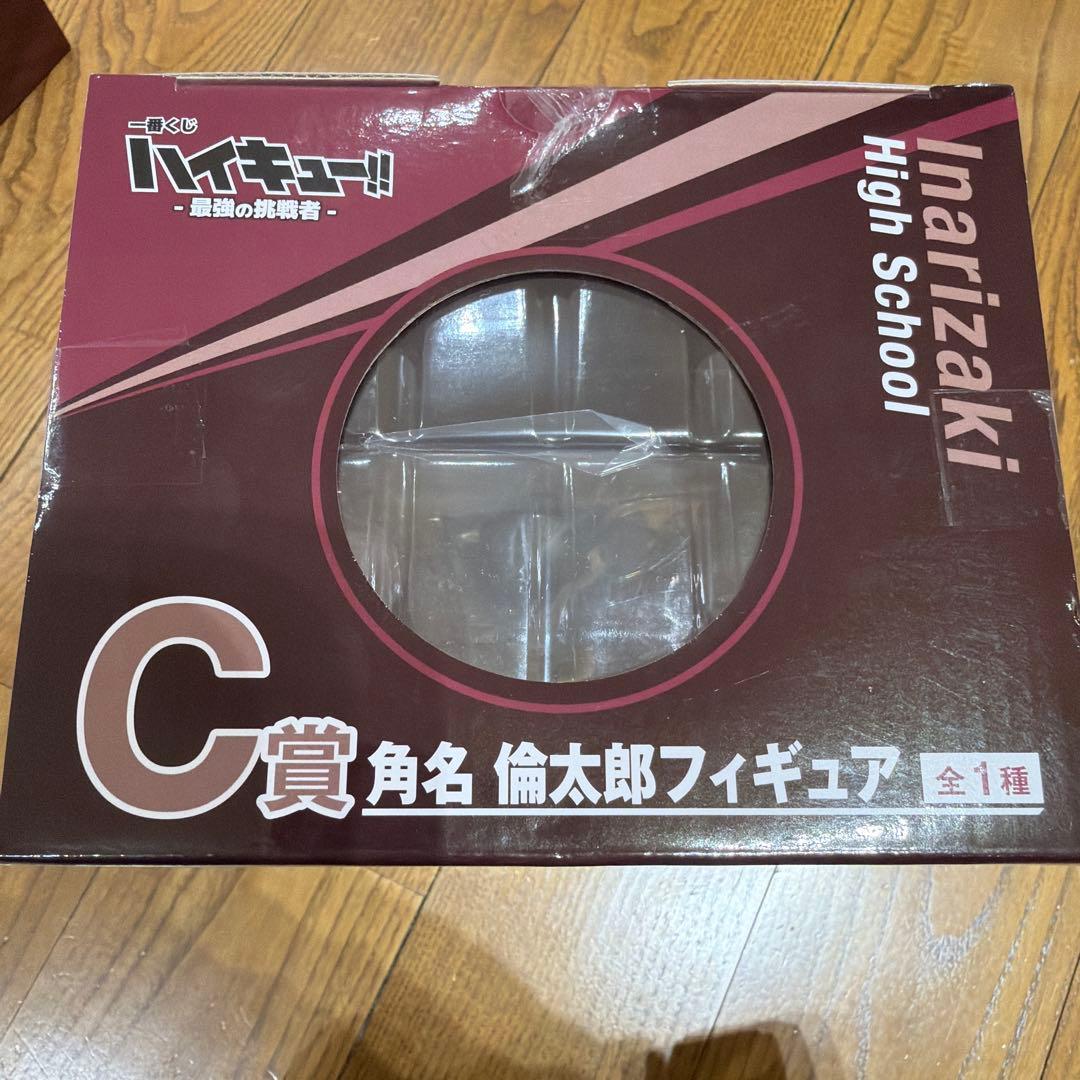 一番くじ
ハイキュー!!
- 最強の挑戦者 -
Inarizaki
High School
C賞 角名 倫太郎フィギュア 全1種